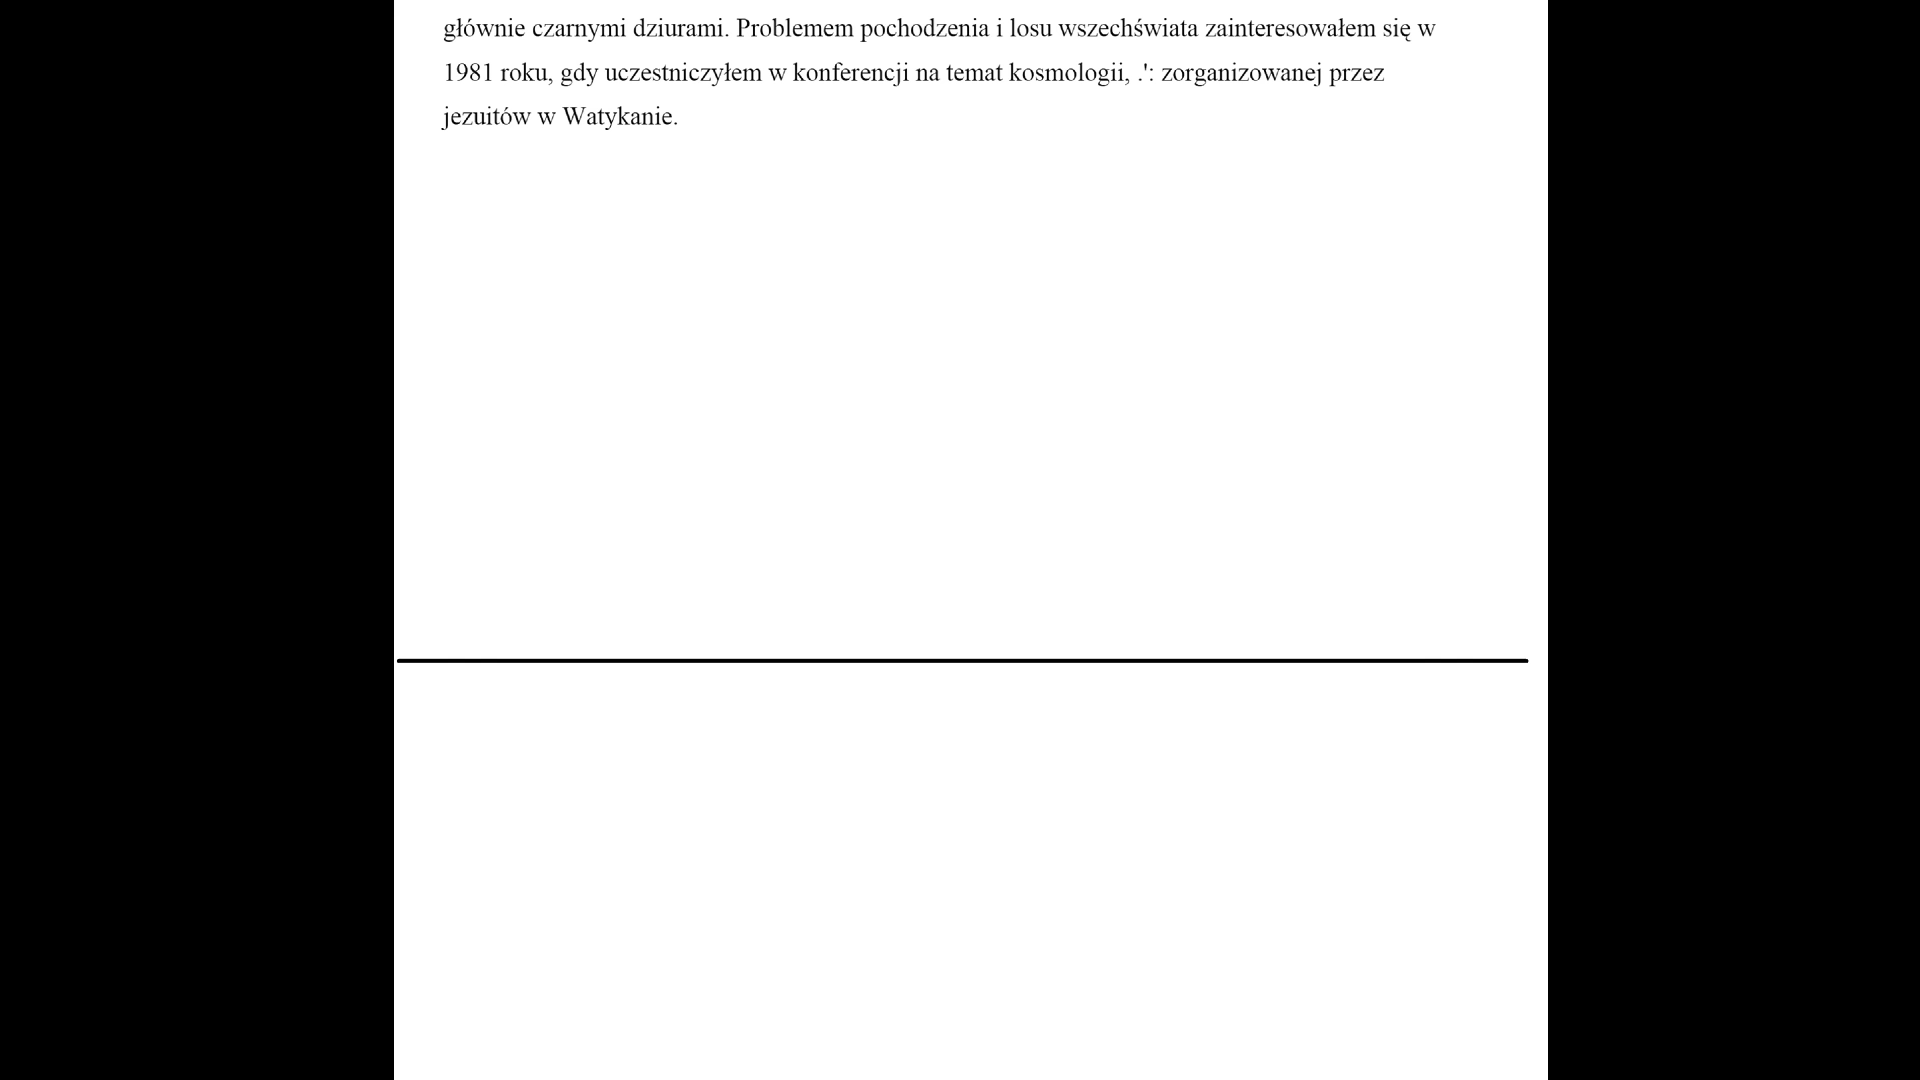 głównie czarnymi dziurami. Problemem pochodzenia i losu wszechświata zainteresowałem się w
1981 roku, gdy uczestniczyłem w konferencji na temat kosmologii, .': zorganizowanej przez
jezuitów w Watykanie.